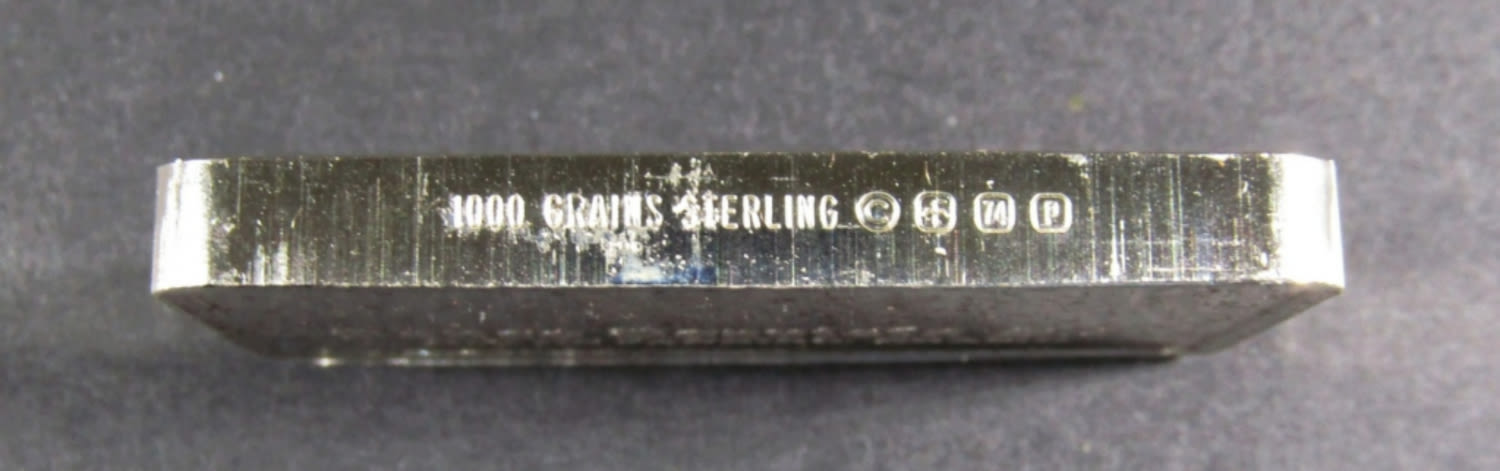 1000 GRAINS STERLING © 74 P